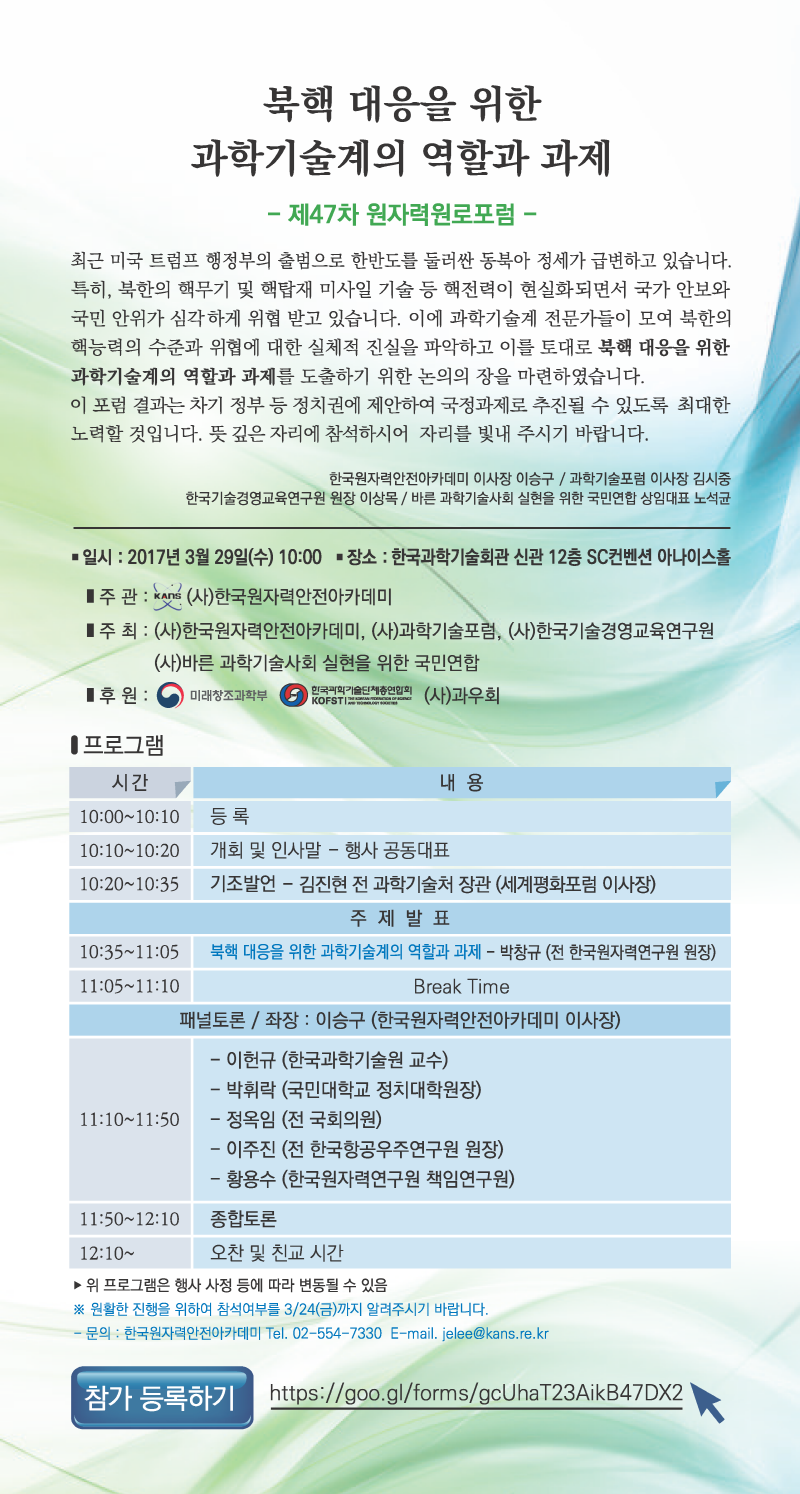 북핵 대응을 위한
과학기술계의 역할과 과제
- 제47차 원자력원로포럼 -
최근 미국 트럼프 행정부의 출범으로 한반도를 둘러싼 동북아 정세가 급변하고 있습니다.
특히, 북한의 핵무기 및 핵탑재 미사일 기술 등 핵전력이 현실화되면서 국가 안보와
국민 안위가 심각하게 위협 받고 있습니다. 이에 과학기술계 전문가들이 모여 북한의
핵능력의 수준과 위협에 대한 실체적 진실을 파악하고 이를 토대로 북핵 대응을 위한
과학기술계의 역할과 과제를 도출하기 위한 논의의 장을 마련하였습니다.
이 포럼 결과는 차기 정부 등 정치권에 제안하여 국정과제로 추진될 수 있도록 최대한
노력할 것입니다. 뜻 깊은 자리에 참석하시어 자리를 빛내 주시기 바랍니다.
한국원자력안전아카데미 이사장 이승구 / 과학기술포럼 이사장 김시중
한국기술경영교육연구원 원장 이상목 / 바른 과학기술사회 실현을 위한 국민연합 상임대표 노석균
▪ 일시 : 2017년 3월 29일(수) 10:00 ▪ 장소 : 한국과학기술회관 신관 12층 SC컨벤션 아나이스홀
▮ 주 관 : KANS (사)한국원자력안전아카데미
▮ 주 최 : (사)한국원자력안전아카데미, (사)과학기술포럼, (사)한국기술경영교육연구원
(사)바른 과학기술사회 실현을 위한 국민연합
▮ 후 원 : 미래창조과학부 한국과학기술단체총연합회 KOFST THE KOREAN FEDERATION OF SCIENCE AND TECHNOLOGY SOCIETIES (사)과우회
▮ 프로그램
시간 내 용
10:00~10:10 등 록
10:10~10:20 개회 및 인사말 - 행사 공동대표
10:20~10:35 기조발언 - 김진현 전 과학기술처 장관 (세계평화포럼 이사장)
주 제 발 표
10:35~11:05 북핵 대응을 위한 과학기술계의 역할과 과제 - 박창규 (전 한국원자력연구원 원장)
11:05~11:10 Break Time
패널토론 / 좌장 : 이승구 (한국원자력안전아카데미 이사장)
11:10~11:50 - 이헌규 (한국과학기술원 교수)
- 박휘락 (국민대학교 정치대학원장)
- 정옥임 (전 국회의원)
- 이주진 (전 한국항공우주연구원 원장)
- 황용수 (한국원자력연구원 책임연구원)
11:50~12:10 종합토론
12:10~ 오찬 및 친교 시간
▶ 위 프로그램은 행사 사정 등에 따라 변동될 수 있음
※ 원활한 진행을 위하여 참석여부를 3/24(금)까지 알려주시기 바랍니다.
- 문의 : 한국원자력안전아카데미 Tel. 02-554-7330 E-mail. jelee@kans.re.kr
참가 등록하기 https://goo.gl/forms/gcUhaT23AikB47DX2